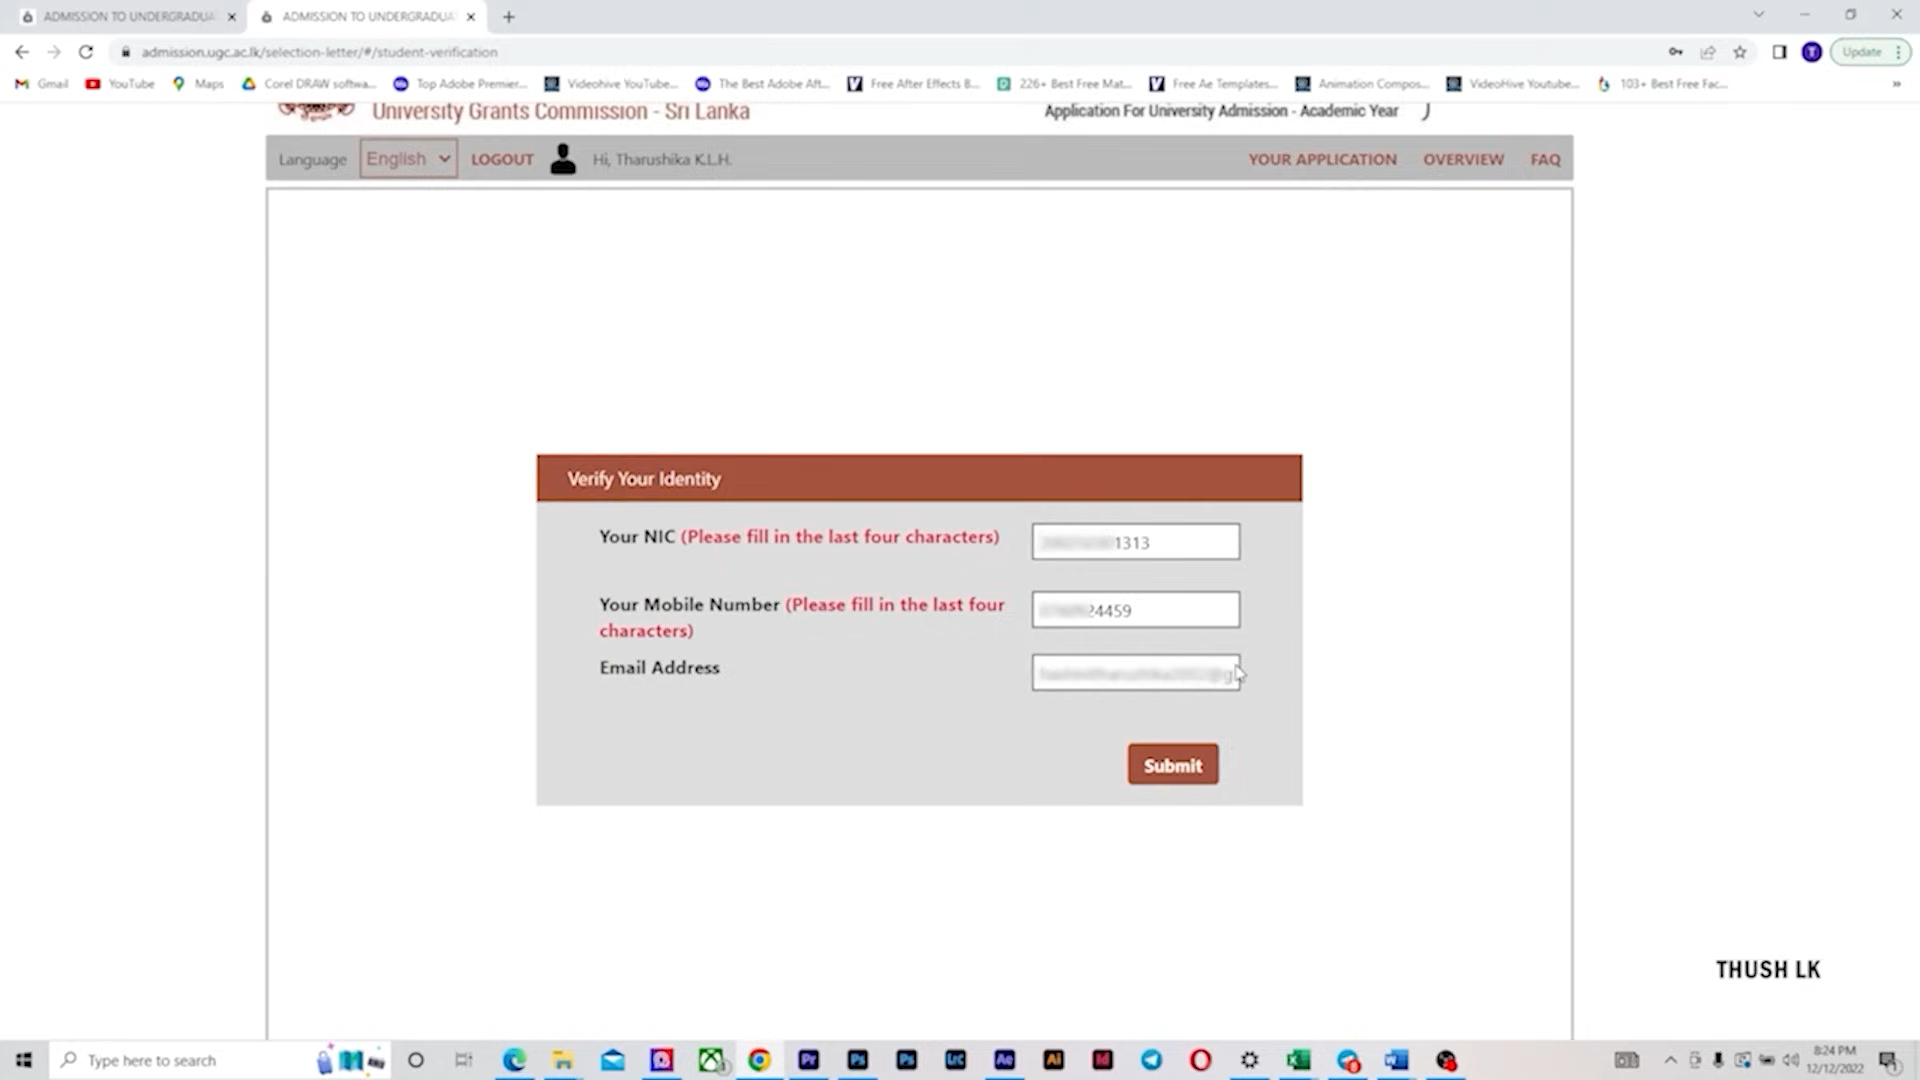 ADMISSION TO UNDERGRADUA
ADMISSION TO UNDERGRADUA
admission.ugc.ac.lk/selection-letter/#/student-verification
Update
Gmail
YouTube
Maps
Corel DRAW softwa...
Top Adobe Premier...
Videohive YouTube...
The Best Adobe Aft...
Free After Effects B...
226+ Best Free Mat...
Free Ae Templates...
Animation Compos...
VideoHive Youtube...
103+ Best Free Fac...
University Grants Commission - Sri Lanka
Application For University Admission - Academic Year
Language
English
LOGOUT
Hi, Tharushika K.L.H.
YOUR APPLICATION
OVERVIEW
FAQ
Verify Your Identity
Your NIC (Please fill in the last four characters)
1313
Your Mobile Number (Please fill in the last four
characters)
24459
Email Address
Submit
THUSH LK
Type here to search
8:24 PM
12/12/2022